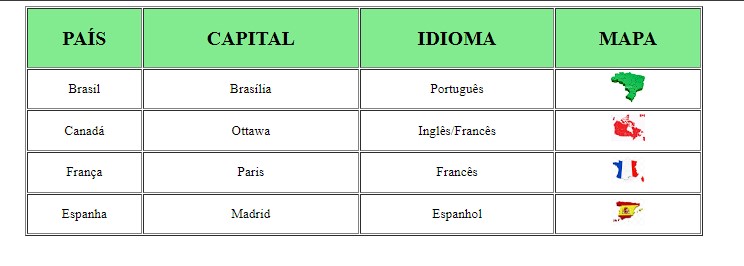 PAÍS CAPITAL IDIOMA MAPA
Brasil Brasília Português
Canadá Ottawa Inglês/Francês
França Paris Francês
Espanha Madrid Espanhol